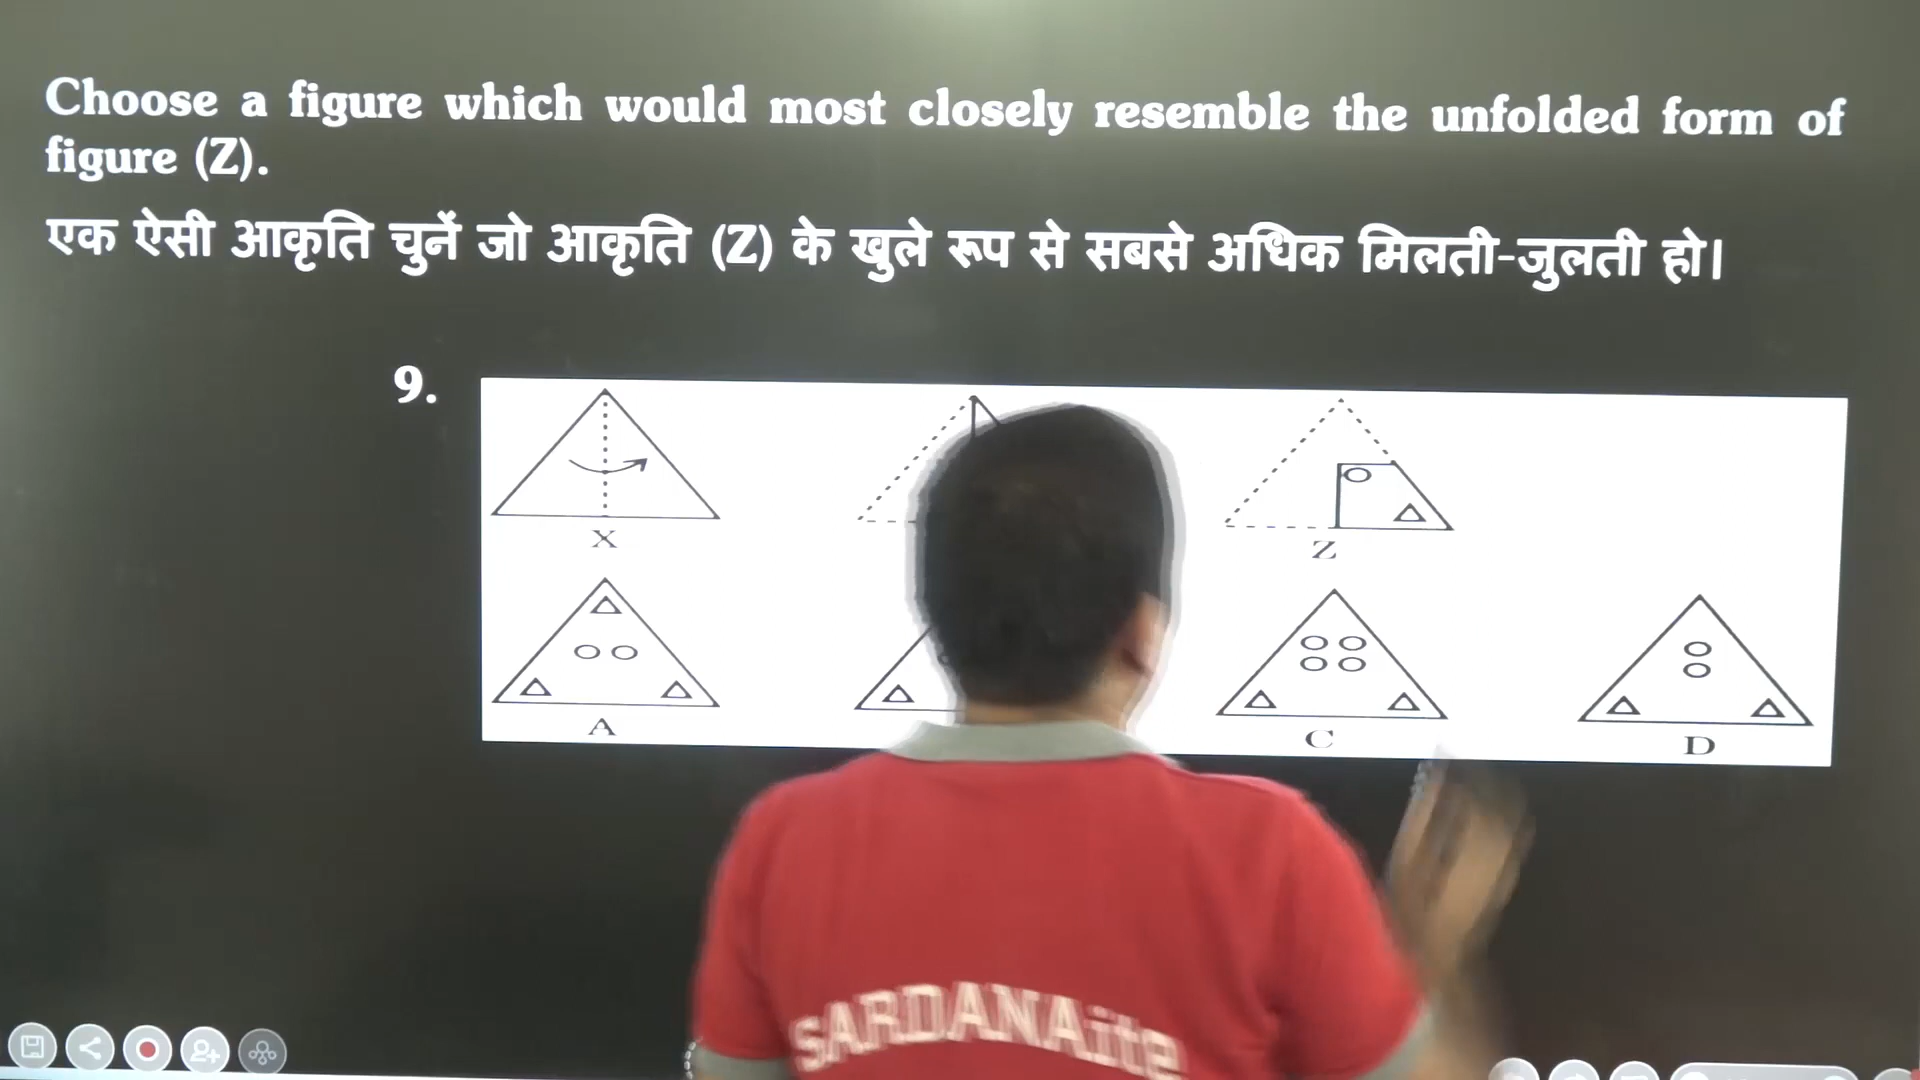 Choose a figure which would most closely resemble the unfolded form of
figure (Z).
एक ऐसी आकृति चुनें जो आकृति (Z) के खुले रूप से सबसे अधिक मिलती-जुलती हो।
9.
X
Z
A
C
D
SARDANAite